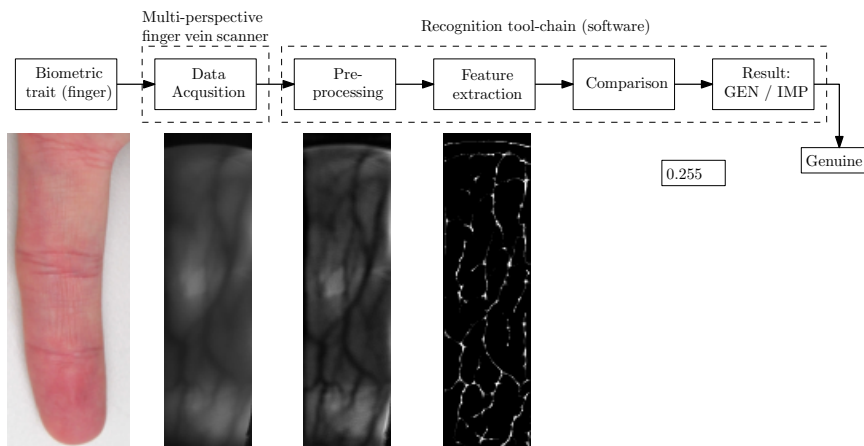 Multi-perspective
finger vein scanner
Recognition tool-chain (software)
Biometric
trait (finger)
Data
Acqusition
Pre-
processing
Feature
extraction
Comparison
Result:
GEN / IMP
0.255
Genuine